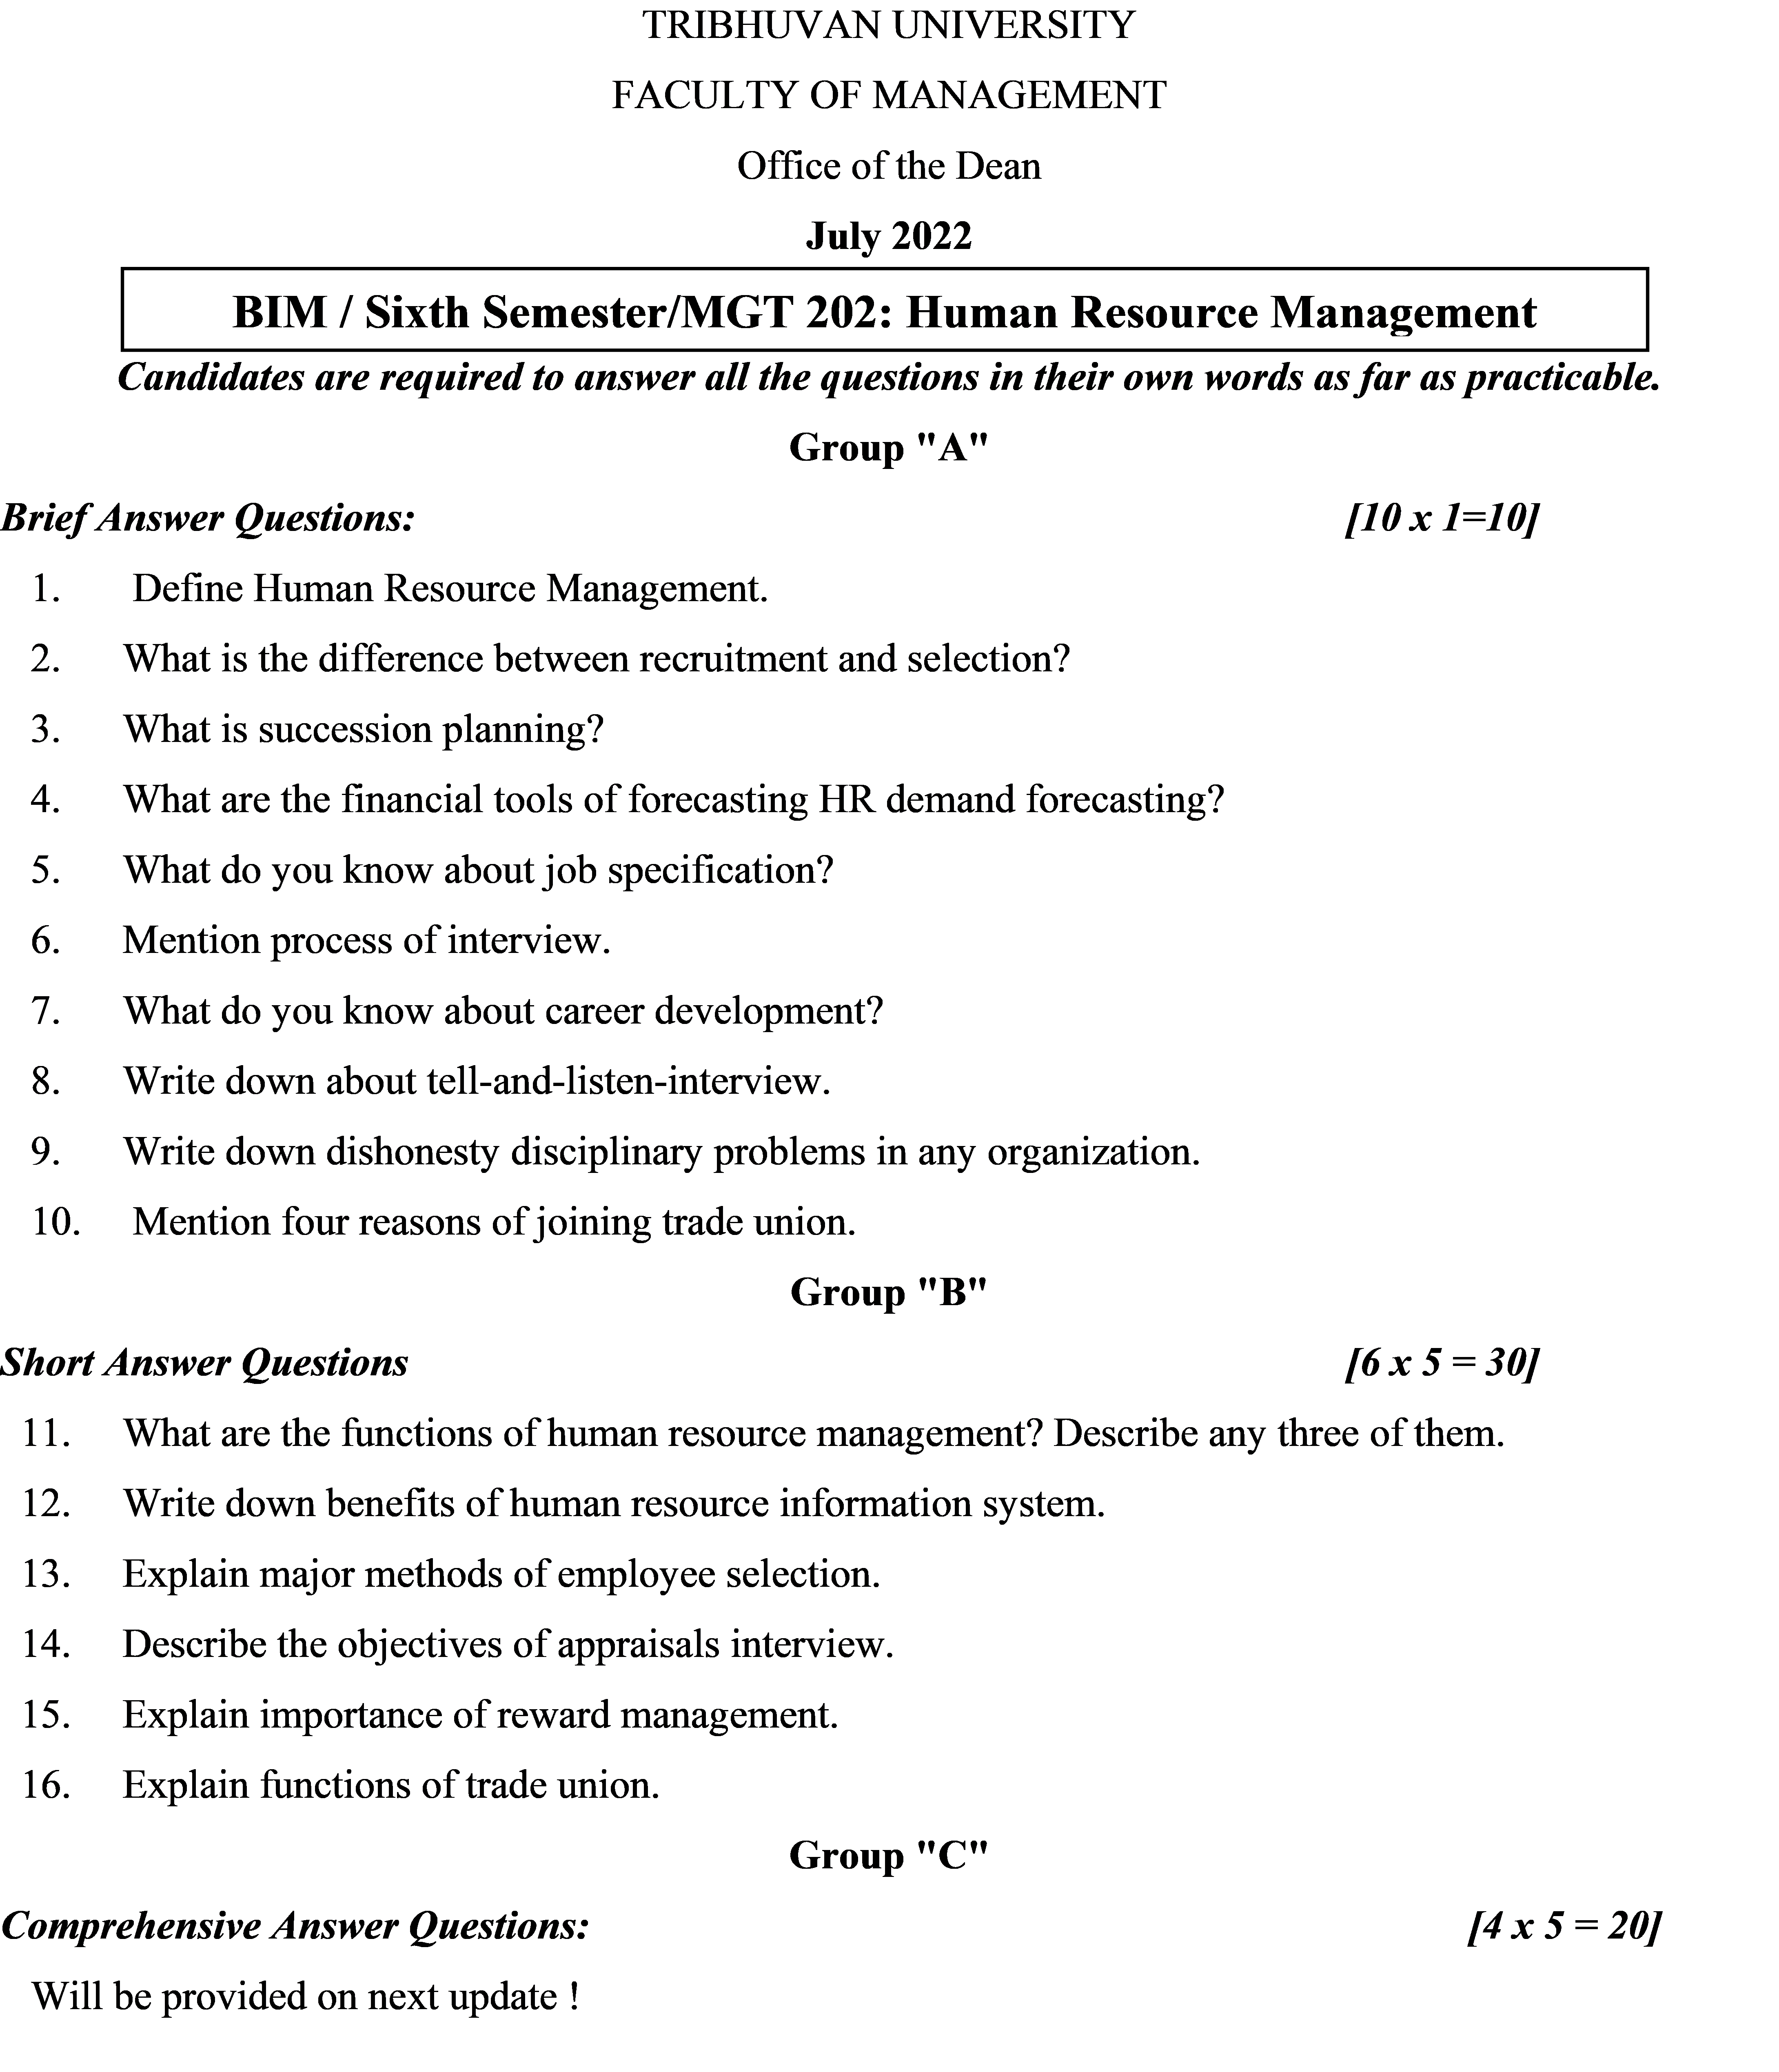 TRIBHUVAN UNIVERSITY
FACULTY OF MANAGEMENT
Office of the Dean
July 2022
BIM / Sixth Semester/MGT 202: Human Resource Management
Candidates are required to answer all the questions in their own words as far as practicable.
Group "A"
Brief Answer Questions: [10 x 1=10]
1. Define Human Resource Management.
2. What is the difference between recruitment and selection?
3. What is succession planning?
4. What are the financial tools of forecasting HR demand forecasting?
5. What do you know about job specification?
6. Mention process of interview.
7. What do you know about career development?
8. Write down about tell-and-listen-interview.
9. Write down dishonesty disciplinary problems in any organization.
10. Mention four reasons of joining trade union.
Group "B"
Short Answer Questions [6 x 5 = 30]
11. What are the functions of human resource management? Describe any three of them.
12. Write down benefits of human resource information system.
13. Explain major methods of employee selection.
14. Describe the objectives of appraisals interview.
15. Explain importance of reward management.
16. Explain functions of trade union.
Group "C"
Comprehensive Answer Questions: [4 x 5 = 20]
Will be provided on next update !